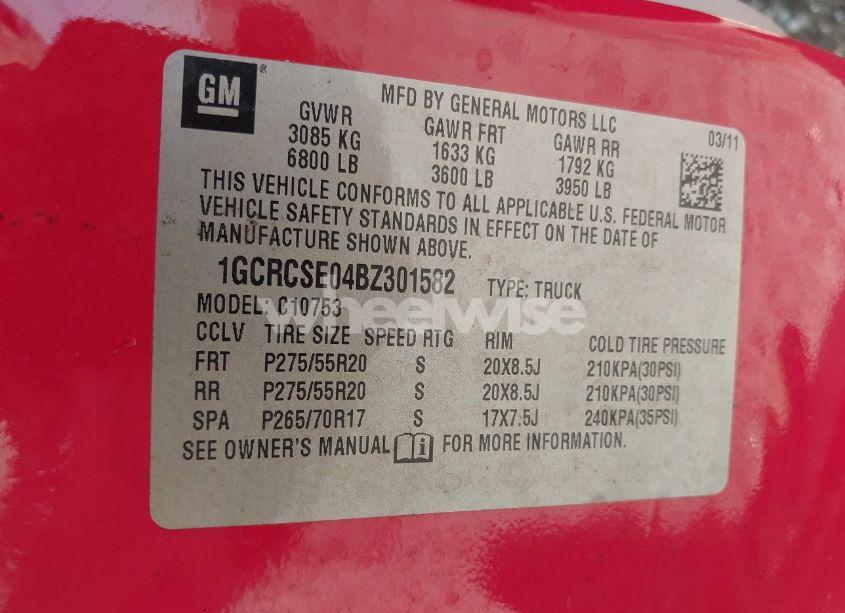 GM
MFD BY GENERAL MOTORS LLC
GVWR GAWR FRT GAWR RR 03/11
3085 KG 1633 KG 1792 KG
6800 LB 3600 LB 3950 LB
THIS VEHICLE CONFORMS TO ALL APPLICABLE U.S. FEDERAL MOTOR
VEHICLE SAFETY STANDARDS IN EFFECT ON THE DATE OF
MANUFACTURE SHOWN ABOVE.
1GCRCSE04BZ301582 TYPE: TRUCK
MODEL: C10753
wheelwise
CCLV TIRE SIZE SPEED RTG RIM COLD TIRE PRESSURE
FRT P275/55R20 S 20X8.5J 210KPA(30PSI)
RR P275/55R20 S 20X8.5J 210KPA(30PSI)
SPA P265/70R17 S 17X7.5J 240KPA(35PSI)
SEE OWNER'S MANUAL i FOR MORE INFORMATION.